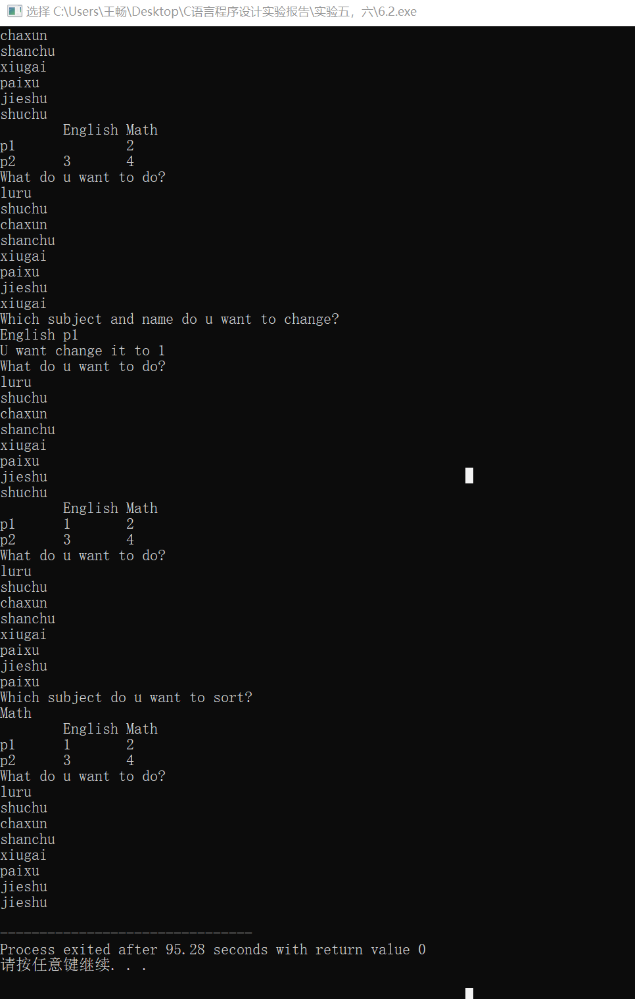 选择 C:\Users\王畅\Desktop\C语言程序设计实验报告\实验五，六\6.2.exe
chaxun
shanchu
xiugai
paixu
jieshu
shuchu
        English Math
p1              2
p2      3       4
What do u want to do?
luru
shuchu
chaxun
shanchu
xiugai
paixu
jieshu
xiugai
Which subject and name do u want to change?
English p1
U want change it to 1
What do u want to do?
luru
shuchu
chaxun
shanchu
xiugai
paixu
jieshu
shuchu
        English Math
p1      1       2
p2      3       4
What do u want to do?
luru
shuchu
chaxun
shanchu
xiugai
paixu
jieshu
paixu
Which subject do u want to sort?
Math
        English Math
p1      1       2
p2      3       4
What do u want to do?
luru
shuchu
chaxun
shanchu
xiugai
paixu
jieshu
jieshu
--------------------------------
Process exited after 95.28 seconds with return value 0
请按任意键继续. . .